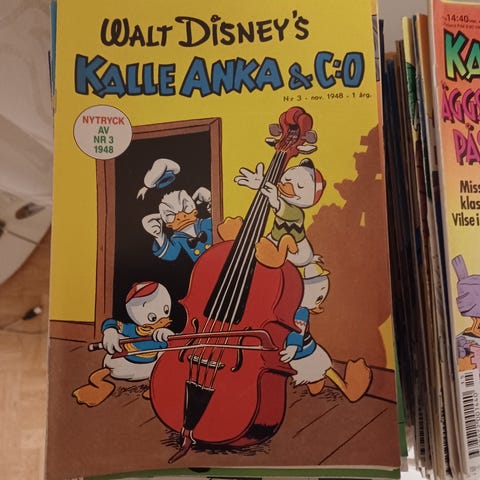 WALT DISNEY'S
KALLE ANKA & C:O
Nr 3 - nov. 1948 - 1 årg.
NYTRYCK
AV
NR 3
1948
14:40
KA
ÄGGS
PÅ
Miss
klas
Vilse i